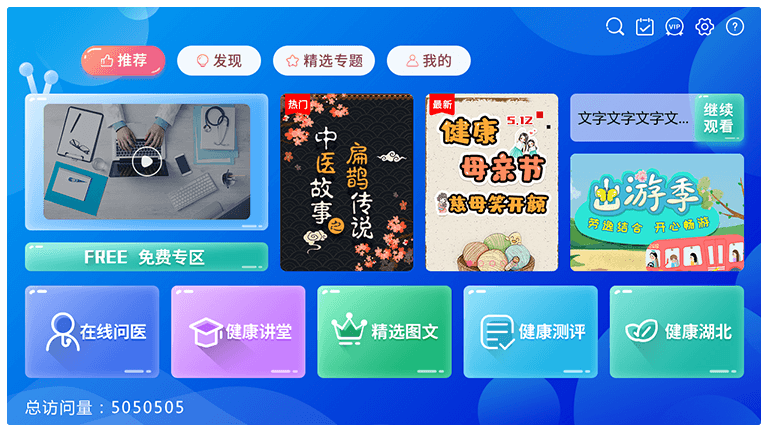 VIP
?
推荐
发现
精选专题
我的
热门
中医故事之
扁鹊传说
最新
5.12
健康
母亲节
慈母笑开颜
文字文字文字文...
继续
观看
出游季
劳逸结合 开心畅游
FREE 免费专区
在线问医
健康讲堂
精选图文
健康测评
健康湖北
总访问量：5050505